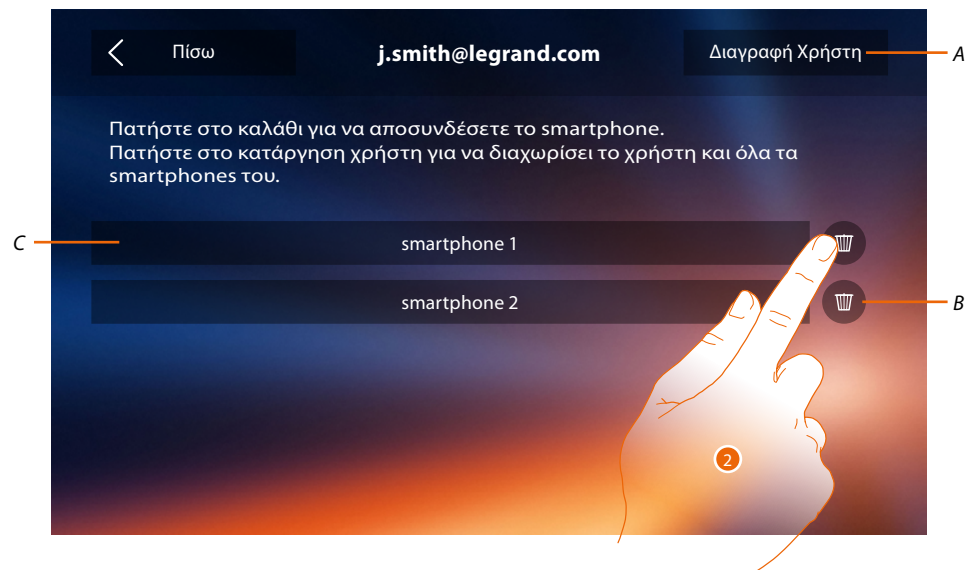 Πίσω
j.smith@legrand.com
Διαγραφή Χρήστη
A
Πατήστε στο καλάθι για να αποσυνδέσετε το smartphone.
Πατήστε στο κατάργηση χρήστη για να διαχωρίσει το χρήστη και όλα τα
smartphones του.
C
smartphone 1
smartphone 2
B
2